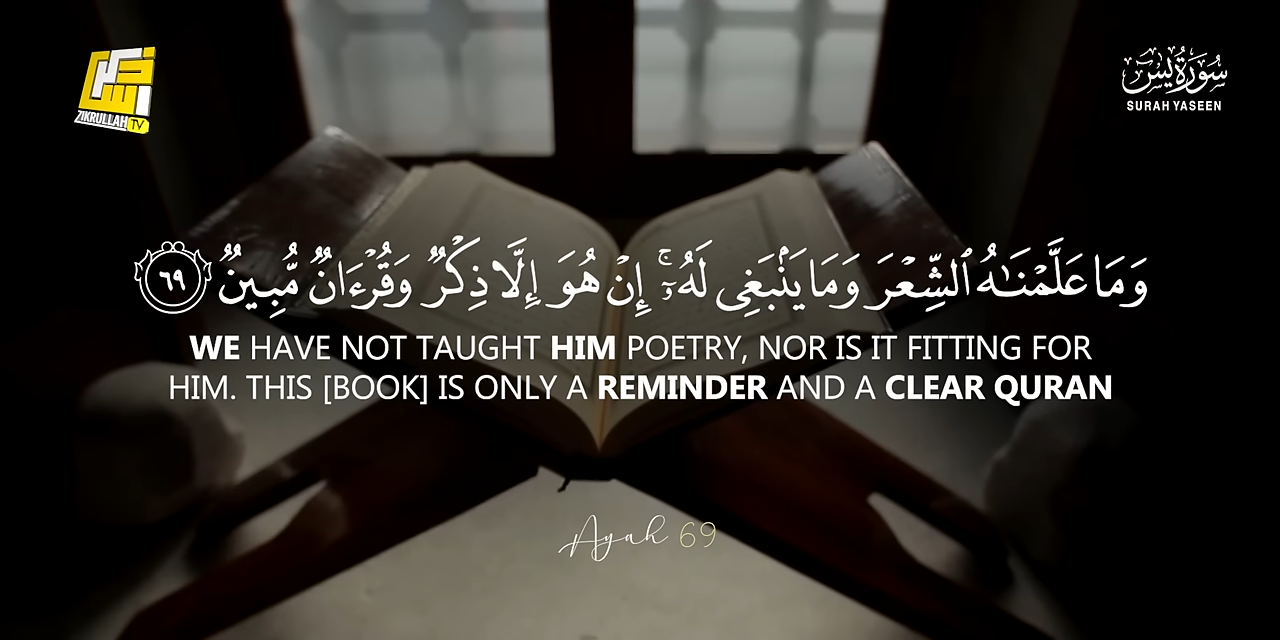 ذكر الله
ZIKRULLAH TV
سُورَةُ يسٓ
SURAH YASEEN
وَمَا عَلَّمْنَـٰهُ ٱلشِّعْرَ وَمَا يَنۢبَغِى لَهُۥٓ ۚ إِنْ هُوَ إِلَّا ذِكْرٌۭ وَقُرْءَانٌۭ مُّبِينٌۭ ٦٩
WE HAVE NOT TAUGHT HIM POETRY, NOR IS IT FITTING FOR
HIM. THIS [BOOK] IS ONLY A REMINDER AND A CLEAR QURAN
Ayah 69